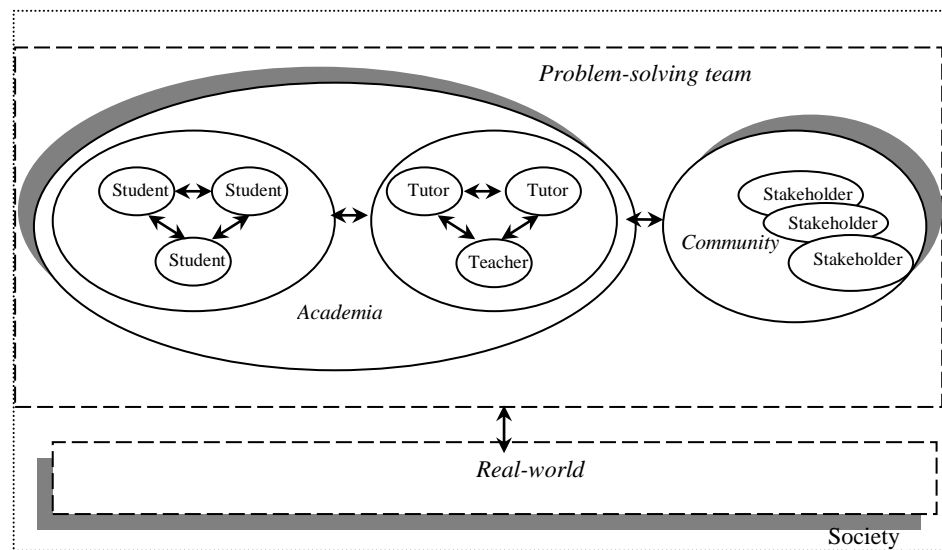 Problem-solving team
Student
Student
Student
Tutor
Tutor
Teacher
Academia
Stakeholder
Stakeholder
Community
Stakeholder
Real-world
Society